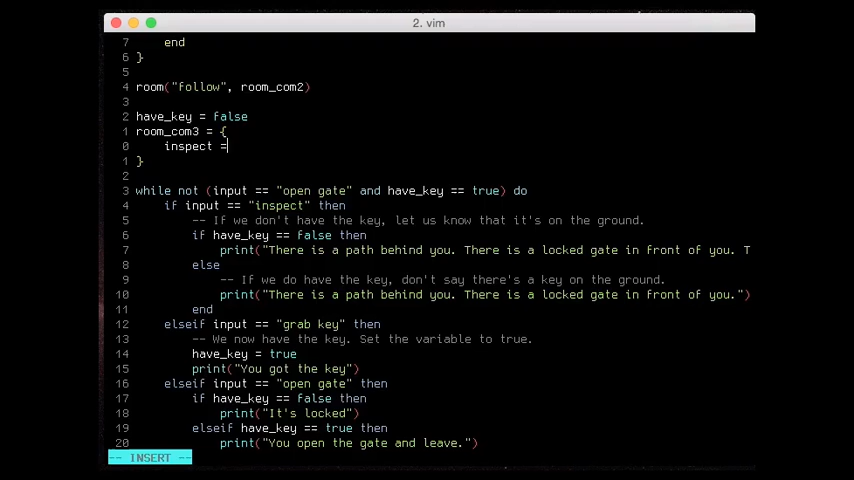 2. vim
7     end
6 }
5
4 room("follow", room_com2)
3
2 have_key = false
1 room_com3 = {
0     inspect =
1 }
2
3 while not (input == "open gate" and have_key == true) do
4     if input == "inspect" then
5         -- If we don't have the key, let us know that it's on the ground.
6         if have_key == false then
7             print("There is a path behind you. There is a locked gate in front of you. T
8         else
9             -- If we do have the key, don't say there's a key on the ground.
10             print("There is a path behind you. There is a locked gate in front of you.")
11         end
12     elseif input == "grab key" then
13         -- We now have the key. Set the variable to true.
14         have_key = true
15         print("You got the key")
16     elseif input == "open gate" then
17         if have_key == false then
18             print("It's locked")
19         elseif have_key == true then
20             print("You open the gate and leave.")
-- INSERT --